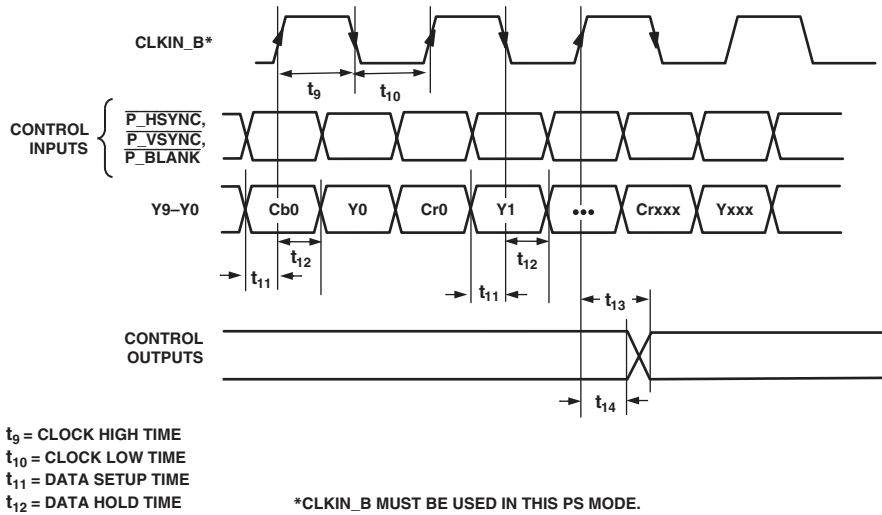 CLKIN_B*
t9
t10
CONTROL
INPUTS
P_HSYNC,
P_VSYNC,
P_BLANK
Y9–Y0
Cb0
Y0
Cr0
Y1
•••
Crxxx
Yxxx
t11
t12
t11
t12
t13
CONTROL
OUTPUTS
t14
t9 = CLOCK HIGH TIME
t10 = CLOCK LOW TIME
t11 = DATA SETUP TIME
t12 = DATA HOLD TIME
*CLKIN_B MUST BE USED IN THIS PS MODE.